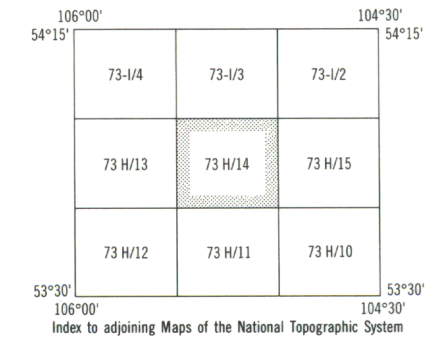 106°00' 104°30'
54°15' 54°15'
73-I/4 73-I/3 73-I/2
73 H/13 73 H/14 73 H/15
73 H/12 73 H/11 73 H/10
53°30' 53°30'
106°00' 104°30'
Index to adjoining Maps of the National Topographic System